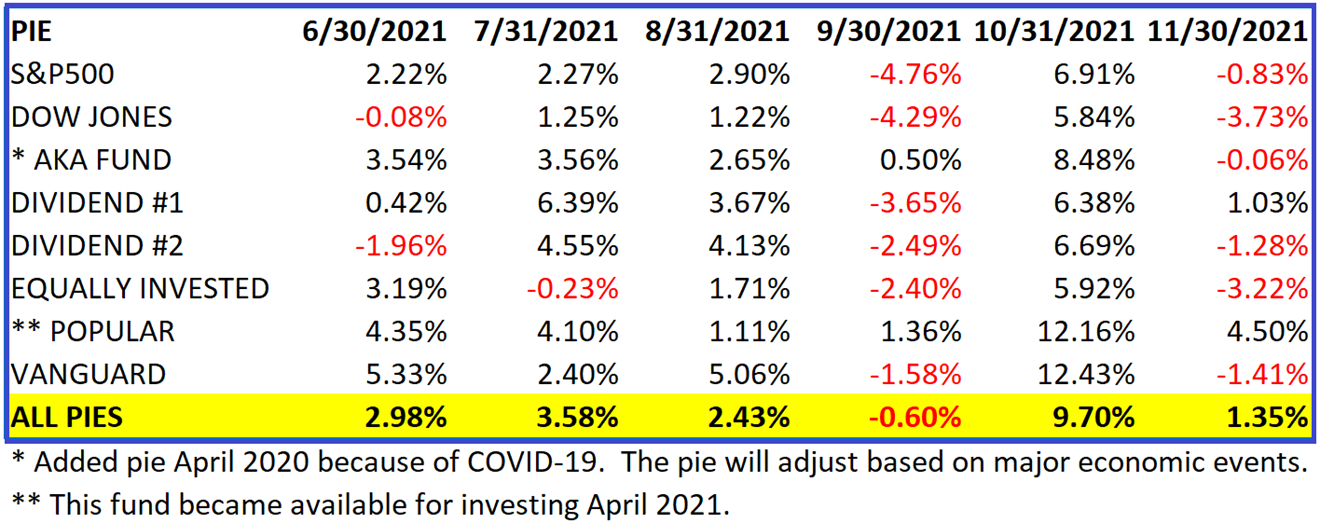 PIE 6/30/2021 7/31/2021 8/31/2021 9/30/2021 10/31/2021 11/30/2021
S&P500 2.22% 2.27% 2.90% -4.76% 6.91% -0.83%
DOW JONES -0.08% 1.25% 1.22% -4.29% 5.84% -3.73%
* AKA FUND 3.54% 3.56% 2.65% 0.50% 8.48% -0.06%
DIVIDEND #1 0.42% 6.39% 3.67% -3.65% 6.38% 1.03%
DIVIDEND #2 -1.96% 4.55% 4.13% -2.49% 6.69% -1.28%
EQUALLY INVESTED 3.19% -0.23% 1.71% -2.40% 5.92% -3.22%
** POPULAR 4.35% 4.10% 1.11% 1.36% 12.16% 4.50%
VANGUARD 5.33% 2.40% 5.06% -1.58% 12.43% -1.41%
ALL PIES 2.98% 3.58% 2.43% -0.60% 9.70% 1.35%
* Added pie April 2020 because of COVID-19. The pie will adjust based on major economic events.
** This fund became available for investing April 2021.